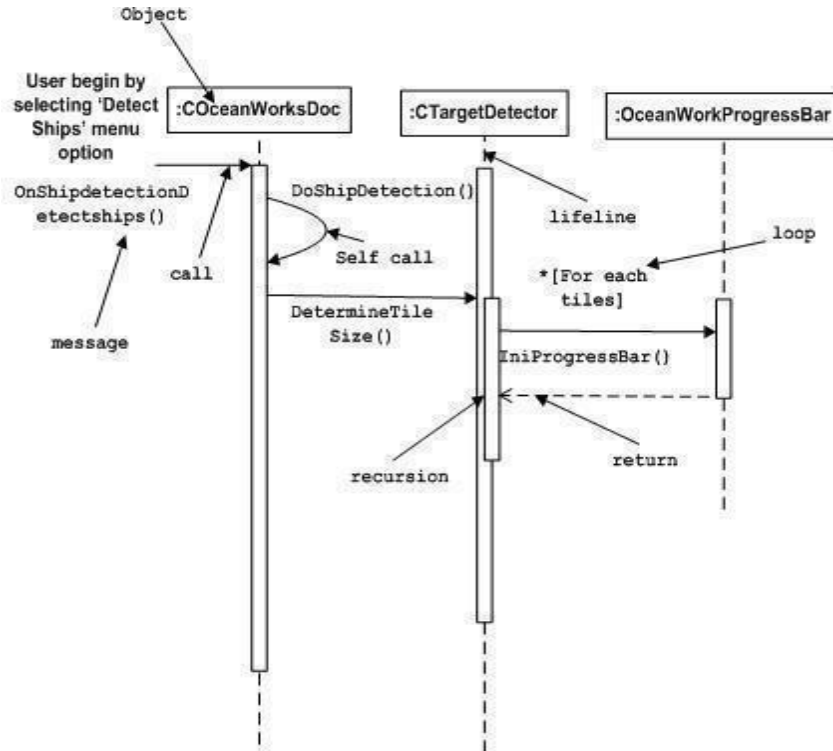 Object
User begin by
selecting ‘Detect
Ships’ menu
option
:COceanWorksDoc
:CTargetDetector
:OceanWorkProgressBar
OnShipdetectionD
etectships()
DoShipDetection()
lifeline
loop
call
Self call
*[For each
tiles]
message
DetermineTile
Size()
IniProgressBar()
recursion
return